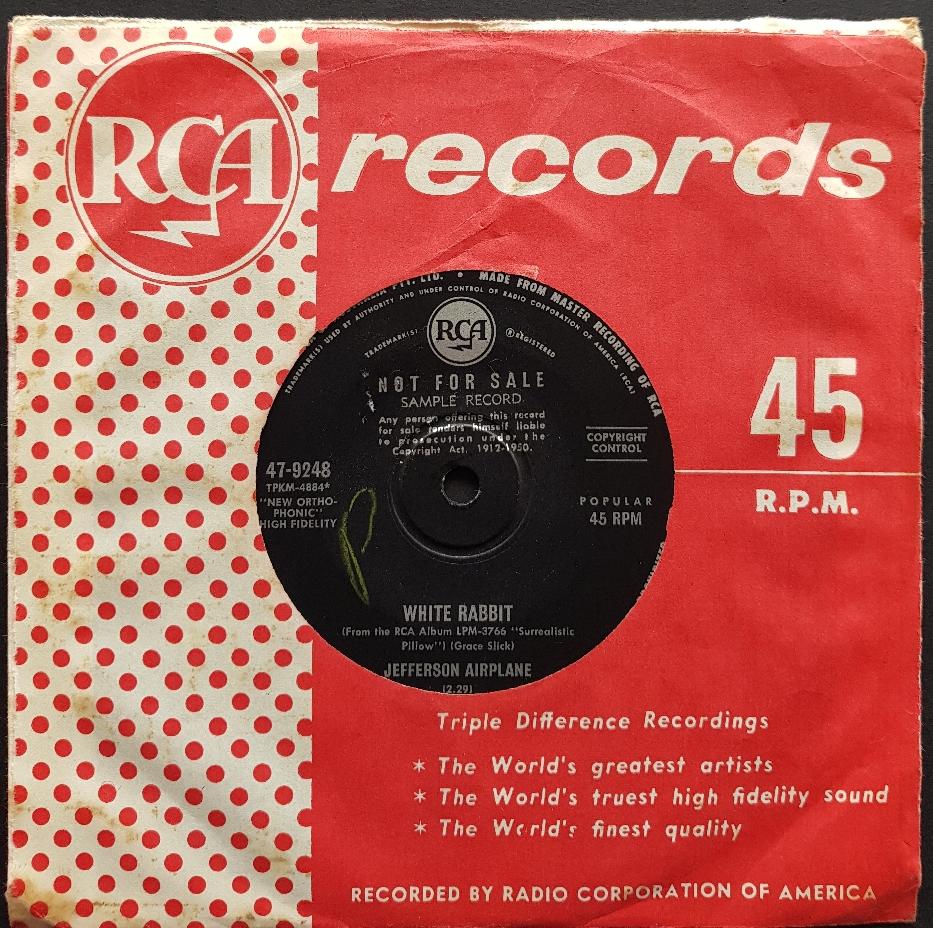 RCA
records
ALIA PTY. LTD. • MADE FROM MASTER RECORDING OF RCA
TRADEMARK(S) USED BY AUTHORITY AND UNDER CONTROL OF RADIO CORPORATION OF AMERICA (RCA)
TRADEMARK(S)
RCA
®REGISTERED
NOT FOR SALE
SAMPLE RECORD
Any person offering this record
for sale renders himself liable
to prosecution under the
Copyright Act. 1912-1950.
COPYRIGHT
CONTROL
47-9248
TPKM-4884*
"NEW ORTHO-
PHONIC"
HIGH FIDELITY
POPULAR
45 RPM
WHITE RABBIT
(From the RCA Album LPM-3766 "Surrealistic
Pillow") (Grace Slick)
JEFFERSON AIRPLANE
(2.29)
45
R.P.M.
Triple Difference Recordings
* The World's greatest artists
* The World's truest high fidelity sound
* The World's finest quality
RECORDED BY RADIO CORPORATION OF AMERICA